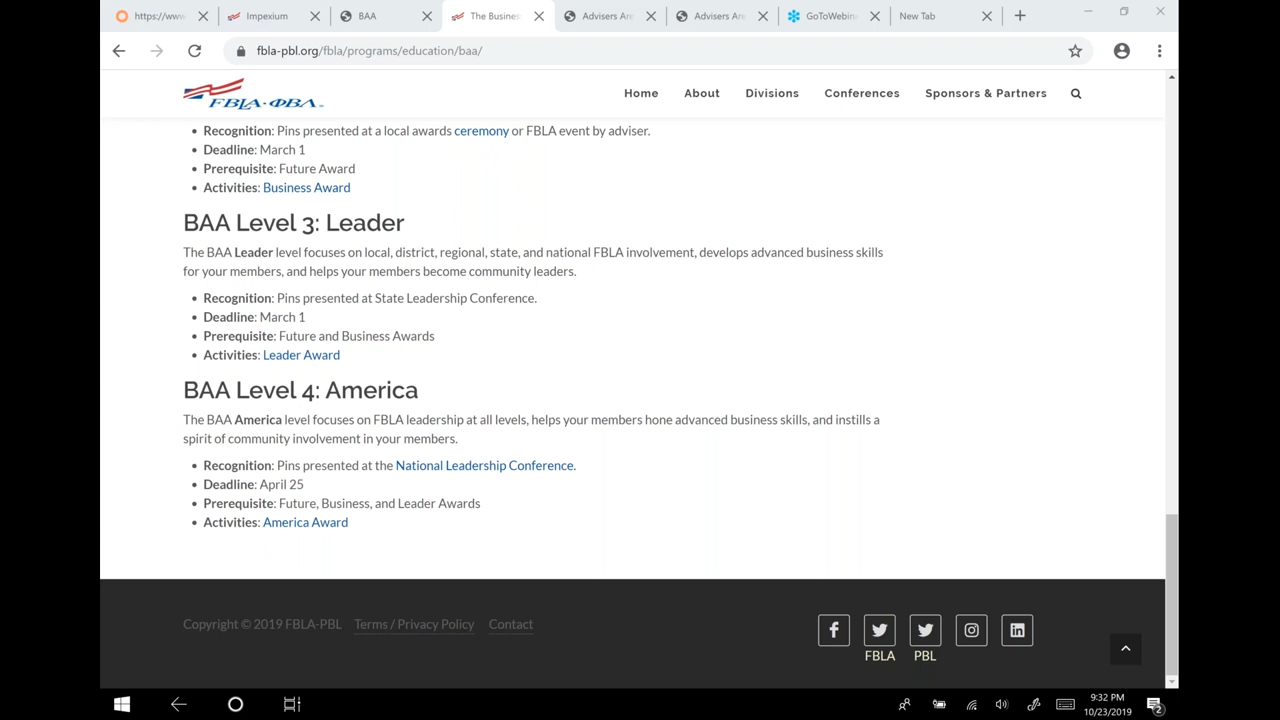 https://www
Impexium
BAA
The Busines
Advisers Are
Advisers Are
GoToWebina
New Tab
fbla-pbl.org/fbla/programs/education/baa/
FBLA-ΦBA
Home
About
Divisions
Conferences
Sponsors & Partners
• Recognition: Pins presented at a local awards ceremony or FBLA event by adviser.
• Deadline: March 1
• Prerequisite: Future Award
• Activities: Business Award
BAA Level 3: Leader
The BAA Leader level focuses on local, district, regional, state, and national FBLA involvement, develops advanced business skills
for your members, and helps your members become community leaders.
• Recognition: Pins presented at State Leadership Conference.
• Deadline: March 1
• Prerequisite: Future and Business Awards
• Activities: Leader Award
BAA Level 4: America
The BAA America level focuses on FBLA leadership at all levels, helps your members hone advanced business skills, and instills a
spirit of community involvement in your members.
• Recognition: Pins presented at the National Leadership Conference.
• Deadline: April 25
• Prerequisite: Future, Business, and Leader Awards
• Activities: America Award
Copyright © 2019 FBLA-PBL
Terms / Privacy Policy
Contact
FBLA
PBL
9:32 PM
10/23/2019
2